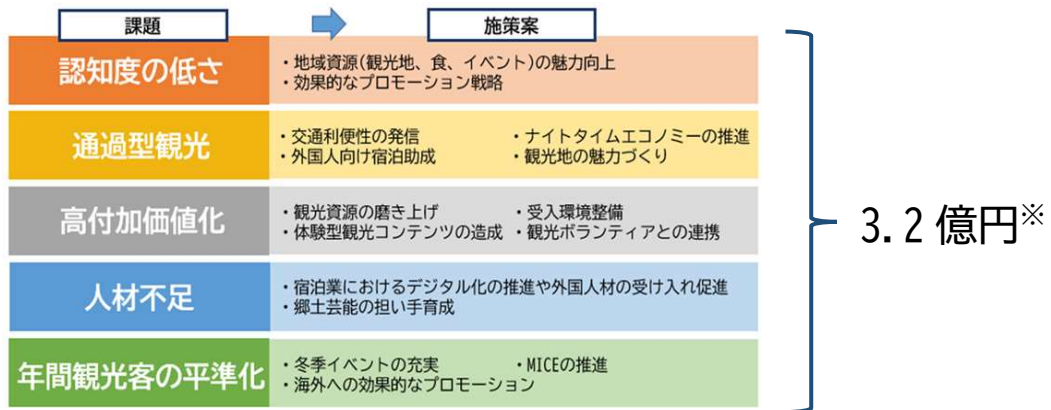 課題
施策案
認知度の低さ
・地域資源(観光地、食、イベント)の魅力向上
・効果的なプロモーション戦略
通過型観光
・交通利便性の発信
・ナイトタイムエコノミーの推進
・外国人向け宿泊助成
・観光地の魅力づくり
高付加価値化
・観光資源の磨き上げ
・受入環境整備
・体験型観光コンテンツの造成
・観光ボランティアとの連携
人材不足
・宿泊業におけるデジタル化の推進や外国人材の受け入れ促進
・郷土芸能の担い手育成
年間観光客の平準化
・冬季イベントの充実
・MICEの推進
・海外への効果的なプロモーション
3.2億円※